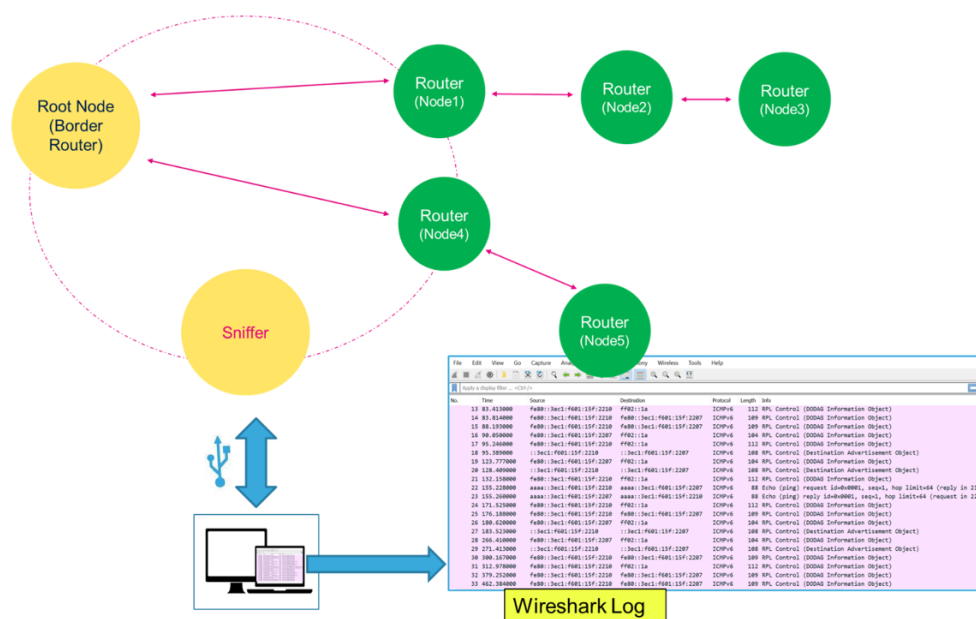 Root Node
(Border
Router)
Router
(Node1)
Router
(Node2)
Router
(Node3)
Router
(Node4)
Router
(Node5)
Sniffer
File Edit View Go Capture Wireless Tools Help
Apply a display filter ... <Ctrl-/>
No. Time Source Destination Protocol Length Info
13 83.413000 fe80::3ec1:f601:15f:2210 ff02::1a ICMPv6 112 RPL Control (DODAG Information Object)
14 83.814000 fe80::3ec1:f601:15f:2210 fe80::3ec1:f601:15f:2207 ICMPv6 109 RPL Control (DODAG Information Object)
15 88.193000 fe80::3ec1:f601:15f:2210 fe80::3ec1:f601:15f:2207 ICMPv6 109 RPL Control (DODAG Information Object)
16 90.050000 fe80::3ec1:f601:15f:2207 ff02::1a ICMPv6 104 RPL Control (DODAG Information Object)
17 95.246000 fe80::3ec1:f601:15f:2210 ff02::1a ICMPv6 112 RPL Control (DODAG Information Object)
18 95.389000 ::3ec1:f601:15f:2210 ::3ec1:f601:15f:2207 ICMPv6 108 RPL Control (Destination Advertisement Object)
19 123.777000 fe80::3ec1:f601:15f:2207 ff02::1a ICMPv6 104 RPL Control (DODAG Information Object)
20 128.409000 ::3ec1:f601:15f:2210 ::3ec1:f601:15f:2207 ICMPv6 108 RPL Control (Destination Advertisement Object)
21 132.158000 fe80::3ec1:f601:15f:2210 ff02::1a ICMPv6 112 RPL Control (DODAG Information Object)
22 155.228000 aaaa::3ec1:f601:15f:2210 aaaa::3ec1:f601:15f:2207 ICMPv6 88 Echo (ping) request id=0x0001, seq=1, hop limit=64 (reply in 2
23 155.260000 aaaa::3ec1:f601:15f:2207 aaaa::3ec1:f601:15f:2210 ICMPv6 88 Echo (ping) reply id=0x0001, seq=1, hop limit=64 (request in 22
24 171.525000 fe80::3ec1:f601:15f:2210 ff02::1a ICMPv6 112 RPL Control (DODAG Information Object)
25 176.188000 fe80::3ec1:f601:15f:2210 fe80::3ec1:f601:15f:2207 ICMPv6 109 RPL Control (DODAG Information Object)
26 180.620000 fe80::3ec1:f601:15f:2207 ff02::1a ICMPv6 104 RPL Control (DODAG Information Object)
27 183.523000 ::3ec1:f601:15f:2210 ::3ec1:f601:15f:2207 ICMPv6 108 RPL Control (Destination Advertisement Object)
28 266.410000 fe80::3ec1:f601:15f:2207 ff02::1a ICMPv6 104 RPL Control (DODAG Information Object)
29 271.413000 ::3ec1:f601:15f:2210 ::3ec1:f601:15f:2207 ICMPv6 108 RPL Control (Destination Advertisement Object)
30 300.167000 fe80::3ec1:f601:15f:2210 fe80::3ec1:f601:15f:2207 ICMPv6 109 RPL Control (DODAG Information Object)
31 312.978000 fe80::3ec1:f601:15f:2210 ff02::1a ICMPv6 112 RPL Control (DODAG Information Object)
32 379.252000 fe80::3ec1:f601:15f:2210 fe80::3ec1:f601:15f:2207 ICMPv6 109 RPL Control (DODAG Information Object)
33 462.384000 fe80::3ec1:f601:15f:2210 fe80::3ec1:f601:15f:2207 ICMPv6 109 RPL Control (DODAG Information Object)
Wireshark Log